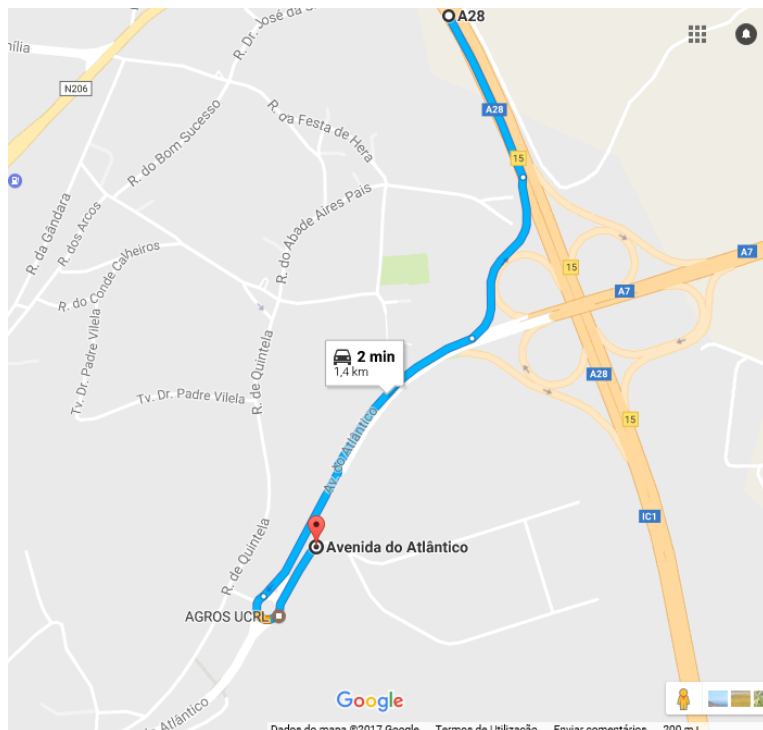 A28
R. Dr. José da S
ília
N206
R. do Bom Sucesso
R. da Festa de Hera
A28
15
R. dos Arcos
R. da Gândara
R. do Abade Aires Pais
R. do Conde Calheiros
A7
15
A7
2 min
1,4 km
Tv. Dr. Padre Vilela
Tv. Dr. Padre Vilela
R. de Quintela
A28
15
Av. do Atlântico
IC1
Avenida do Atlântico
R. de Quintela
AGROS UCRL
do Atlântico
Google
Dados do mapa ©2017 Google Termos de Utilização Enviar comentários 200 m